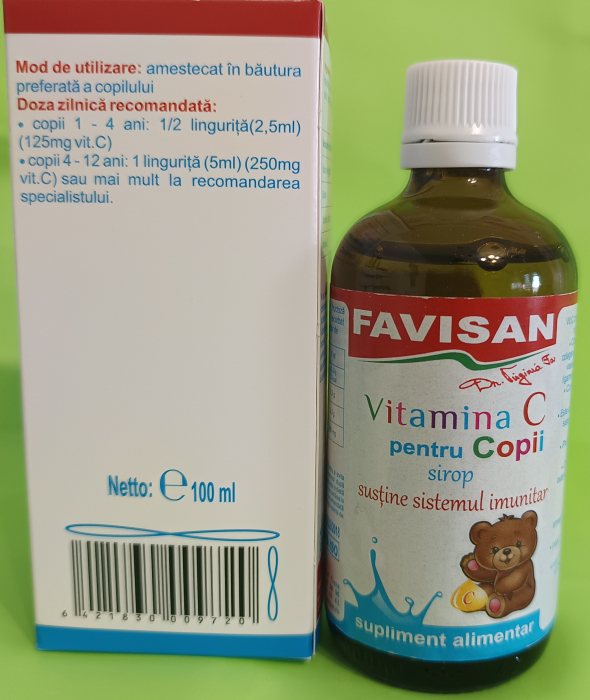 Mod de utilizare: amestecat în băutura
preferată a copilului
Doza zilnică recomandată:
• copii 1 - 4 ani: 1/2 linguriță(2,5ml)
(125mg vit.C)
• copii 4 - 12 ani: 1 linguriță (5ml) (250mg
vit.C) sau mai mult la recomandarea
specialistului.
Netto: e 100 ml
6 421830 009720
FAVISAN
Dr. Virginia Fa
Vitamina C
pentru Copii
sirop
susține sistemul imunitar
C
supliment alimentar